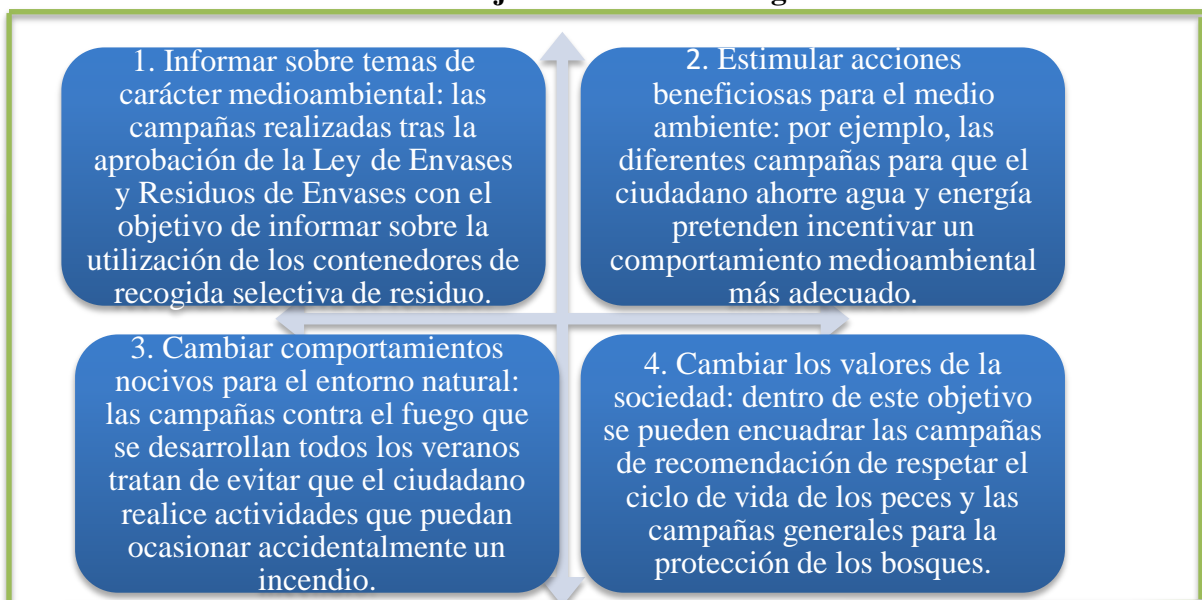 1. Informar sobre temas de
carácter medioambiental: las
campañas realizadas tras la
aprobación de la Ley de Envases
y Residuos de Envases con el
objetivo de informar sobre la
utilización de los contenedores de
recogida selectiva de residuo.
2. Estimular acciones
beneficiosas para el medio
ambiente: por ejemplo, las
diferentes campañas para que el
ciudadano ahorre agua y energía
pretenden incentivar un
comportamiento medioambiental
más adecuado.
3. Cambiar comportamientos
nocivos para el entorno natural:
las campañas contra el fuego que
se desarrollan todos los veranos
tratan de evitar que el ciudadano
realice actividades que puedan
ocasionar accidentalmente un
incendio.
4. Cambiar los valores de la
sociedad: dentro de este objetivo
se pueden encuadrar las campañas
de recomendación de respetar el
ciclo de vida de los peces y las
campañas generales para la
protección de los bosques.